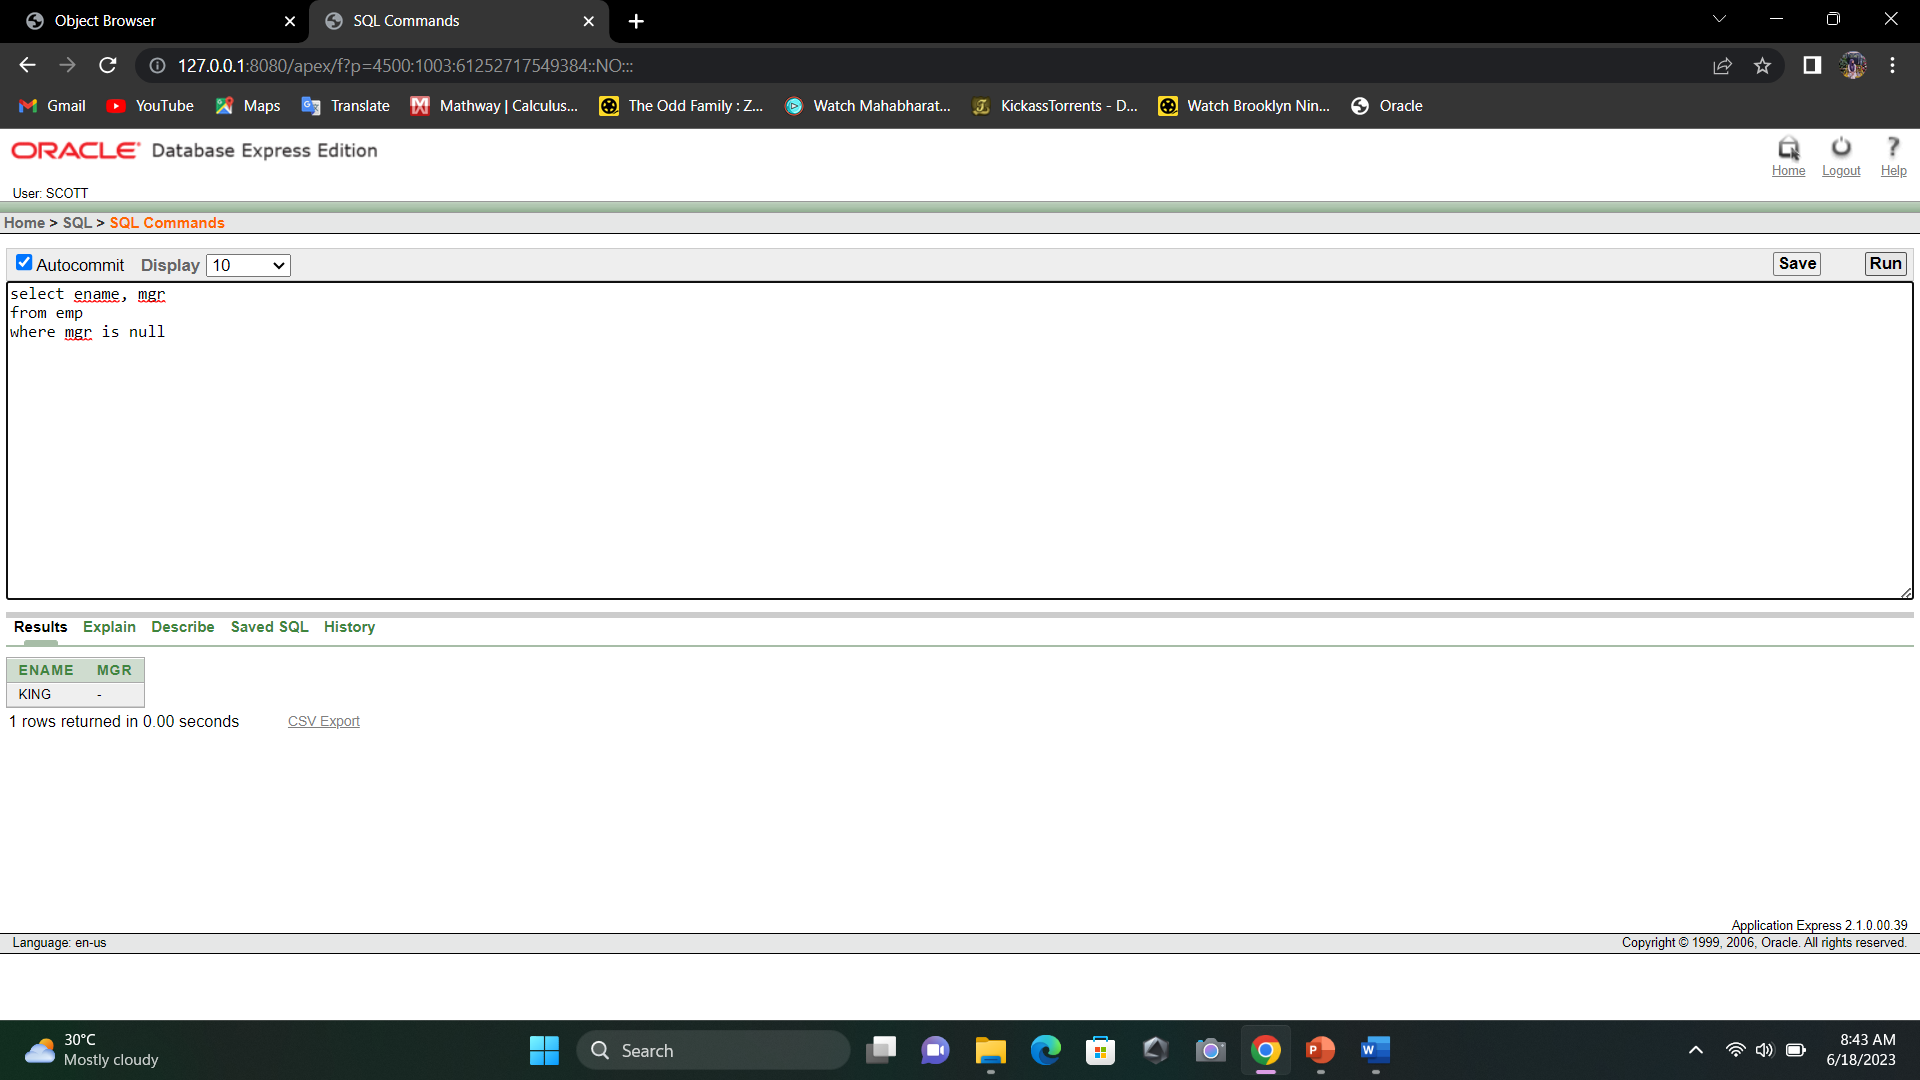 Object Browser
SQL Commands
127.0.0.1:8080/apex/f?p=4500:1003:61252717549384::NO:::
Gmail
YouTube
Maps
Translate
Mathway | Calculus...
The Odd Family : Z...
Watch Mahabharat...
KickassTorrents - D...
Watch Brooklyn Nin...
Oracle
ORACLE Database Express Edition
Home
Logout
Help
User: SCOTT
Home > SQL > SQL Commands
Autocommit
Display
10
Save
Run
select ename, mgr
from emp
where mgr is null
Results
Explain
Describe
Saved SQL
History
ENAME MGR
KING -
1 rows returned in 0.00 seconds
CSV Export
Application Express 2.1.0.00.39
Language: en-us
Copyright © 1999, 2006, Oracle. All rights reserved.
30°C
Mostly cloudy
Search
8:43 AM
6/18/2023